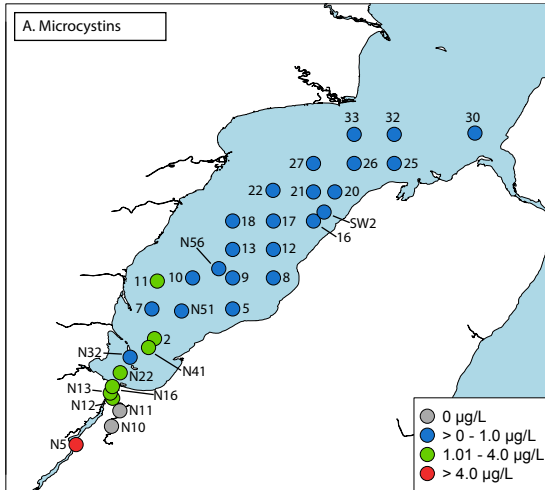 A. Microcystins
33 32 30
27 26 25
22 21 20
SW2
18 17 16
N56 13 12
11 10 9 8
7 N51 5
2
N32 N41
N22
N13 N16
N12 N11
N10
N5
0 µg/L
> 0 - 1.0 µg/L
1.01 - 4.0 µg/L
> 4.0 µg/L